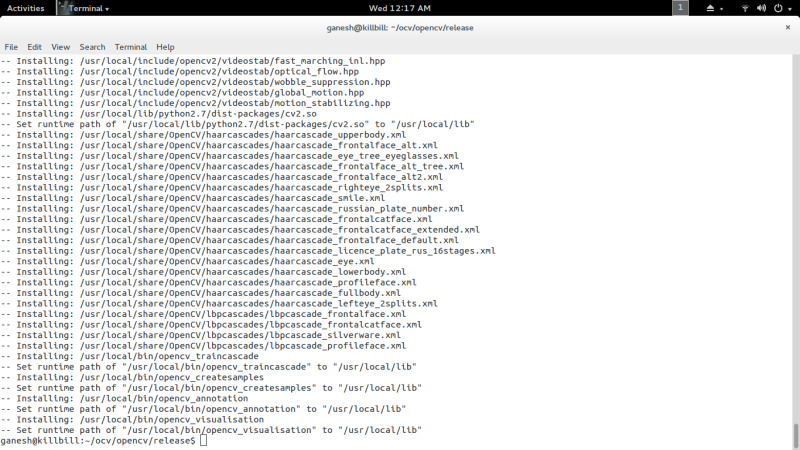 Activities Terminal Wed 12:17 AM 1
ganesh@killbill: ~/ocv/opencv/release ×
File Edit View Search Terminal Help
-- Installing: /usr/local/include/opencv2/videostab/fast_marching_inl.hpp
-- Installing: /usr/local/include/opencv2/videostab/optical_flow.hpp
-- Installing: /usr/local/include/opencv2/videostab/wobble_suppression.hpp
-- Installing: /usr/local/include/opencv2/videostab/global_motion.hpp
-- Installing: /usr/local/include/opencv2/videostab/motion_stabilizing.hpp
-- Installing: /usr/local/lib/python2.7/dist-packages/cv2.so
-- Set runtime path of "/usr/local/lib/python2.7/dist-packages/cv2.so" to "/usr/local/lib"
-- Installing: /usr/local/share/OpenCV/haarcascades/haarcascade_upperbody.xml
-- Installing: /usr/local/share/OpenCV/haarcascades/haarcascade_frontalface_alt.xml
-- Installing: /usr/local/share/OpenCV/haarcascades/haarcascade_eye_tree_eyeglasses.xml
-- Installing: /usr/local/share/OpenCV/haarcascades/haarcascade_frontalface_alt_tree.xml
-- Installing: /usr/local/share/OpenCV/haarcascades/haarcascade_frontalface_alt2.xml
-- Installing: /usr/local/share/OpenCV/haarcascades/haarcascade_righteye_2splits.xml
-- Installing: /usr/local/share/OpenCV/haarcascades/haarcascade_smile.xml
-- Installing: /usr/local/share/OpenCV/haarcascades/haarcascade_russian_plate_number.xml
-- Installing: /usr/local/share/OpenCV/haarcascades/haarcascade_frontalcatface.xml
-- Installing: /usr/local/share/OpenCV/haarcascades/haarcascade_frontalcatface_extended.xml
-- Installing: /usr/local/share/OpenCV/haarcascades/haarcascade_frontalface_default.xml
-- Installing: /usr/local/share/OpenCV/haarcascades/haarcascade_licence_plate_rus_16stages.xml
-- Installing: /usr/local/share/OpenCV/haarcascades/haarcascade_eye.xml
-- Installing: /usr/local/share/OpenCV/haarcascades/haarcascade_lowerbody.xml
-- Installing: /usr/local/share/OpenCV/haarcascades/haarcascade_profileface.xml
-- Installing: /usr/local/share/OpenCV/haarcascades/haarcascade_fullbody.xml
-- Installing: /usr/local/share/OpenCV/haarcascades/haarcascade_lefteye_2splits.xml
-- Installing: /usr/local/share/OpenCV/lbpcascades/lbpcascade_frontalface.xml
-- Installing: /usr/local/share/OpenCV/lbpcascades/lbpcascade_frontalcatface.xml
-- Installing: /usr/local/share/OpenCV/lbpcascades/lbpcascade_silverware.xml
-- Installing: /usr/local/share/OpenCV/lbpcascades/lbpcascade_profileface.xml
-- Installing: /usr/local/bin/opencv_traincascade
-- Set runtime path of "/usr/local/bin/opencv_traincascade" to "/usr/local/lib"
-- Installing: /usr/local/bin/opencv_createsamples
-- Set runtime path of "/usr/local/bin/opencv_createsamples" to "/usr/local/lib"
-- Installing: /usr/local/bin/opencv_annotation
-- Set runtime path of "/usr/local/bin/opencv_annotation" to "/usr/local/lib"
-- Installing: /usr/local/bin/opencv_visualisation
-- Set runtime path of "/usr/local/bin/opencv_visualisation" to "/usr/local/lib"
ganesh@killbill:~/ocv/opencv/release$